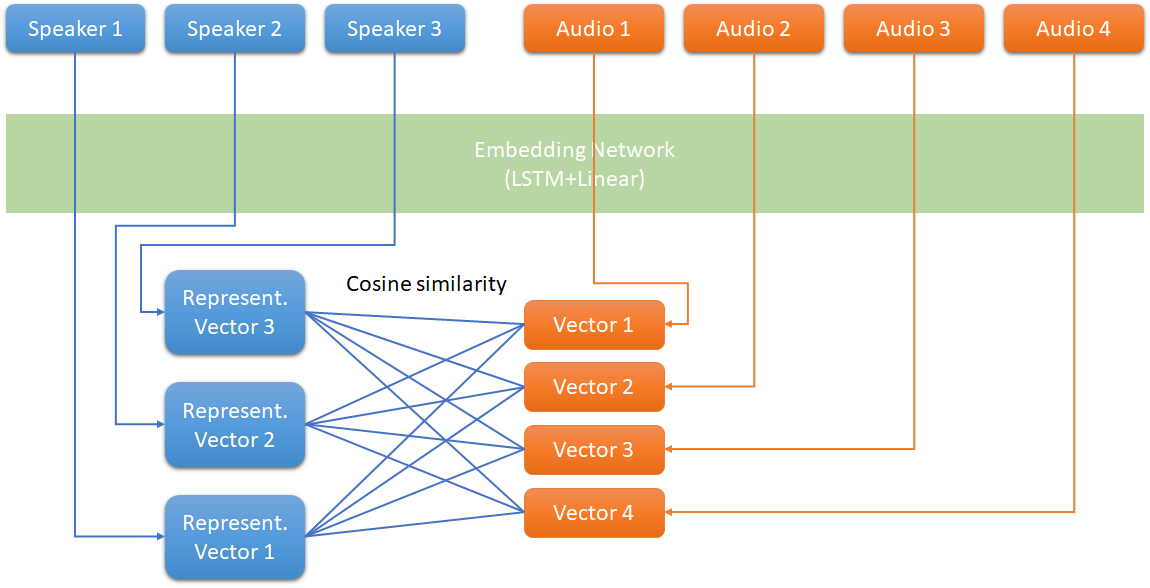 Speaker 1
Speaker 2
Speaker 3
Audio 1
Audio 2
Audio 3
Audio 4
Embedding Network
(LSTM+Linear)
Cosine similarity
Represent.
Vector 3
Represent.
Vector 2
Represent.
Vector 1
Vector 1
Vector 2
Vector 3
Vector 4